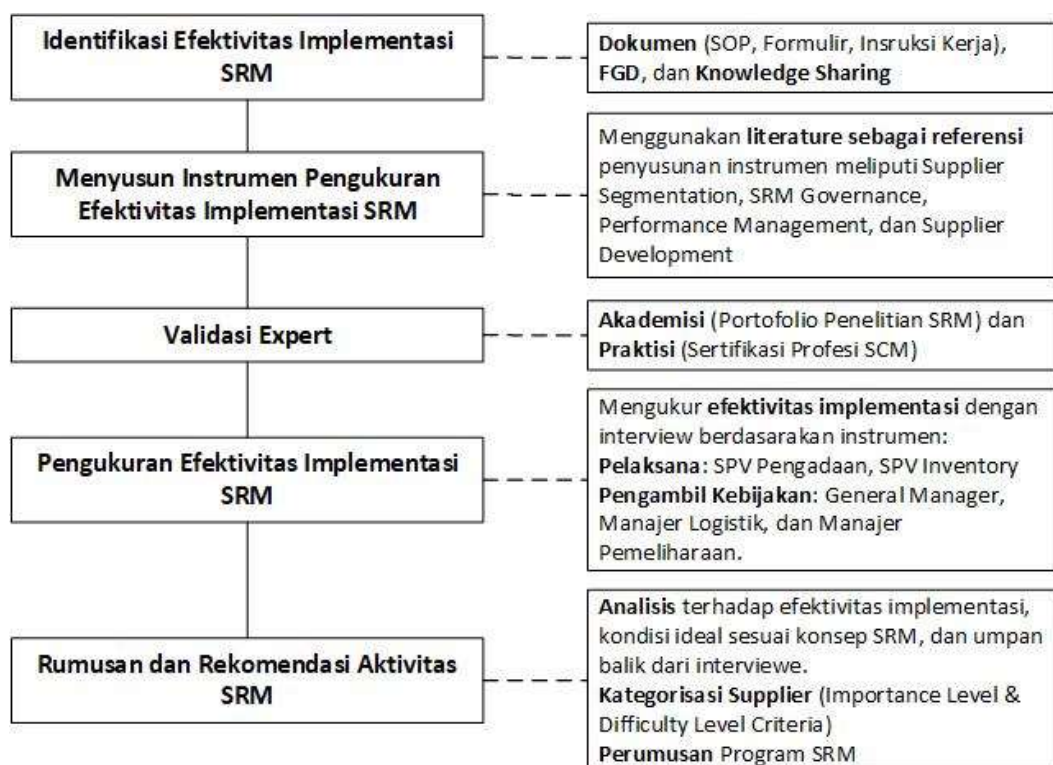 Identifikasi Efektivitas Implementasi
SRM
Dokumen (SOP, Formulir, Insruksi Kerja),
FGD, dan Knowledge Sharing
Menyusun Instrumen Pengukuran
Efektivitas Implementasi SRM
Menggunakan literature sebagai referensi
penyusunan instrumen meliputi Supplier
Segmentation, SRM Governance,
Performance Management, dan Supplier
Development
Validasi Expert
Akademisi (Portofolio Penelitian SRM) dan
Praktisi (Sertifikasi Profesi SCM)
Pengukuran Efektivitas Implementasi
SRM
Mengukur efektivitas implementasi dengan
interview berdasarakan instrumen:
Pelaksana: SPV Pengadaan, SPV Inventory
Pengambil Kebijakan: General Manager,
Manajer Logistik, dan Manajer
Pemeliharaan.
Rumusan dan Rekomendasi Aktivitas
SRM
Analisis terhadap efektivitas implementasi,
kondisi ideal sesuai konsep SRM, dan umpan
balik dari interviewe.
Kategorisasi Supplier (Importance Level &
Difficulty Level Criteria)
Perumusan Program SRM